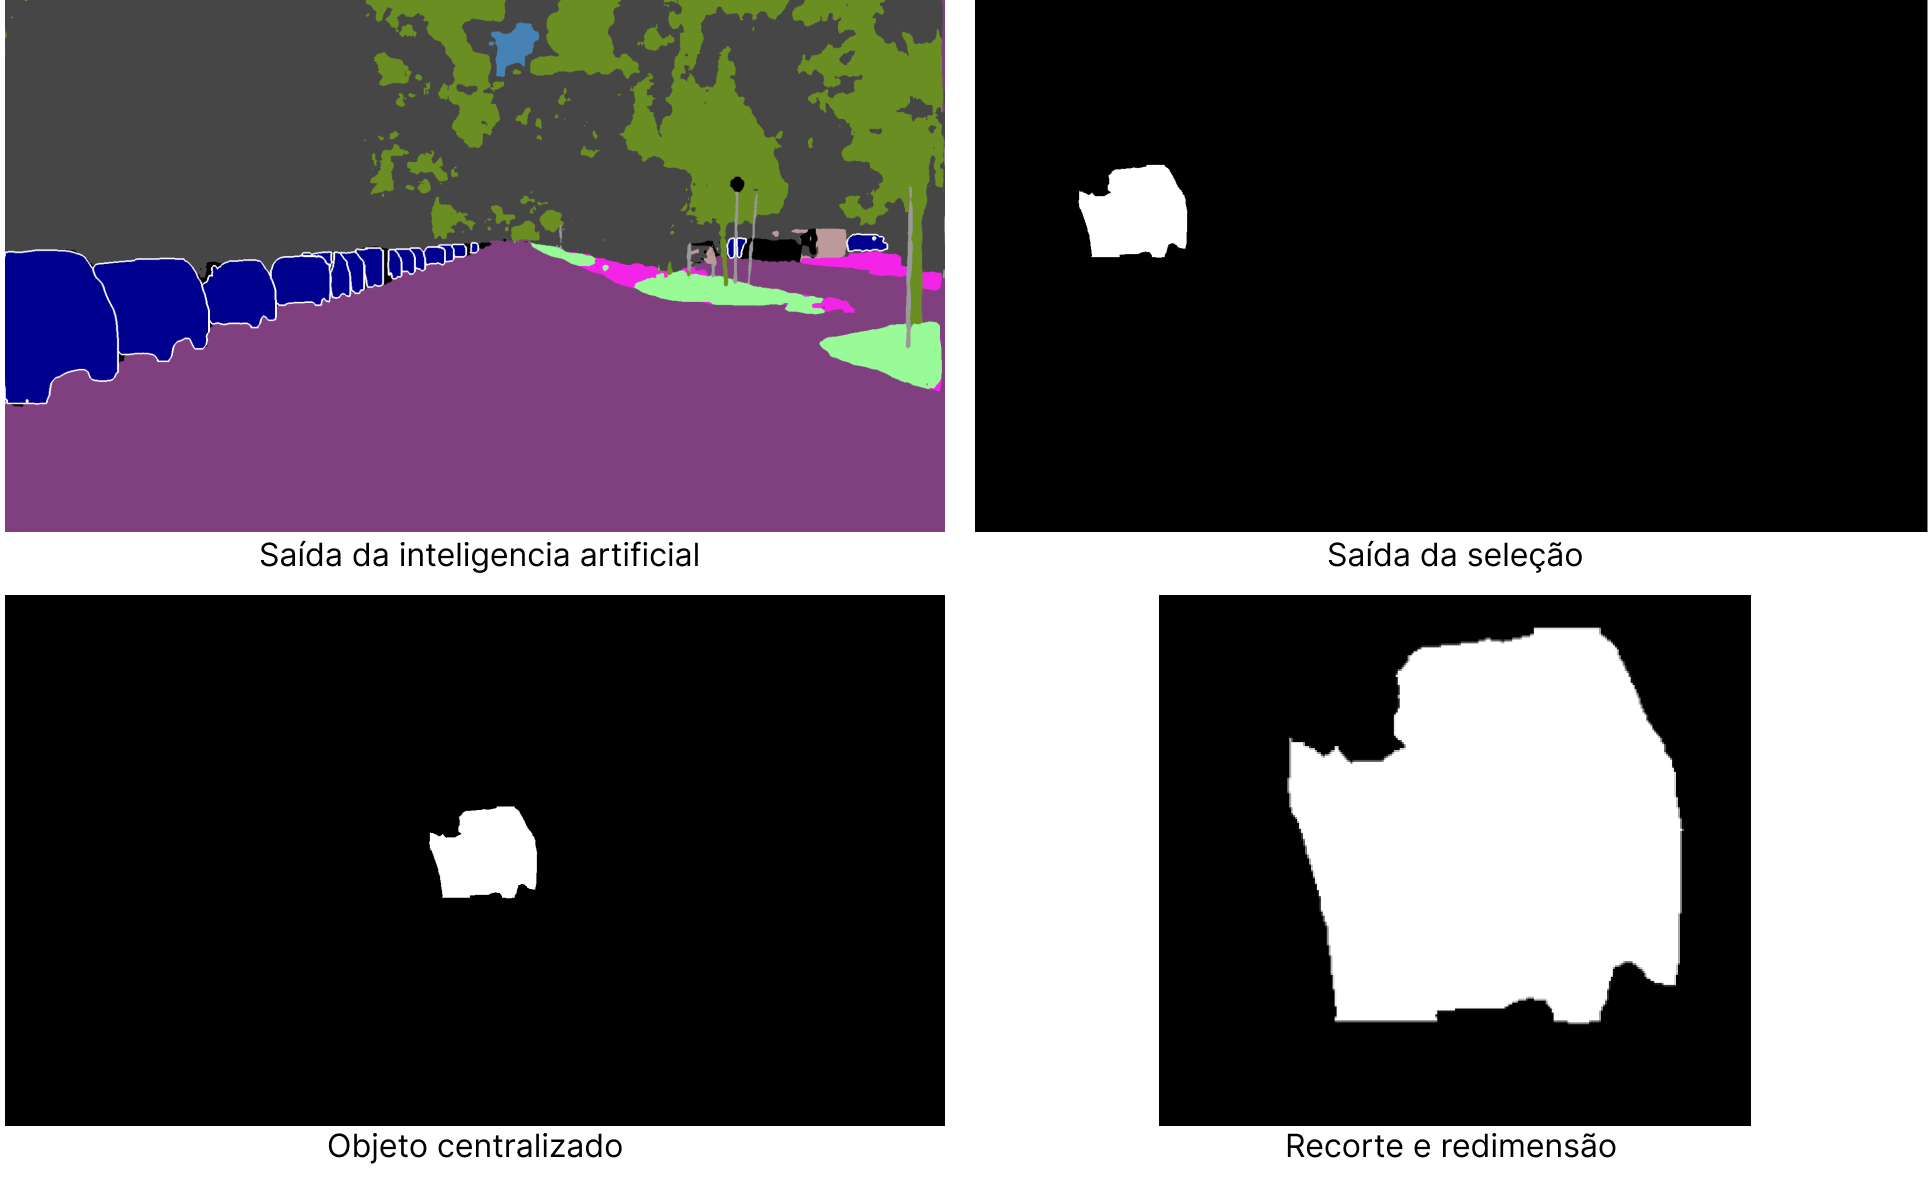 Saída da inteligencia artificial
Saída da seleção
Objeto centralizado
Recorte e redimensão